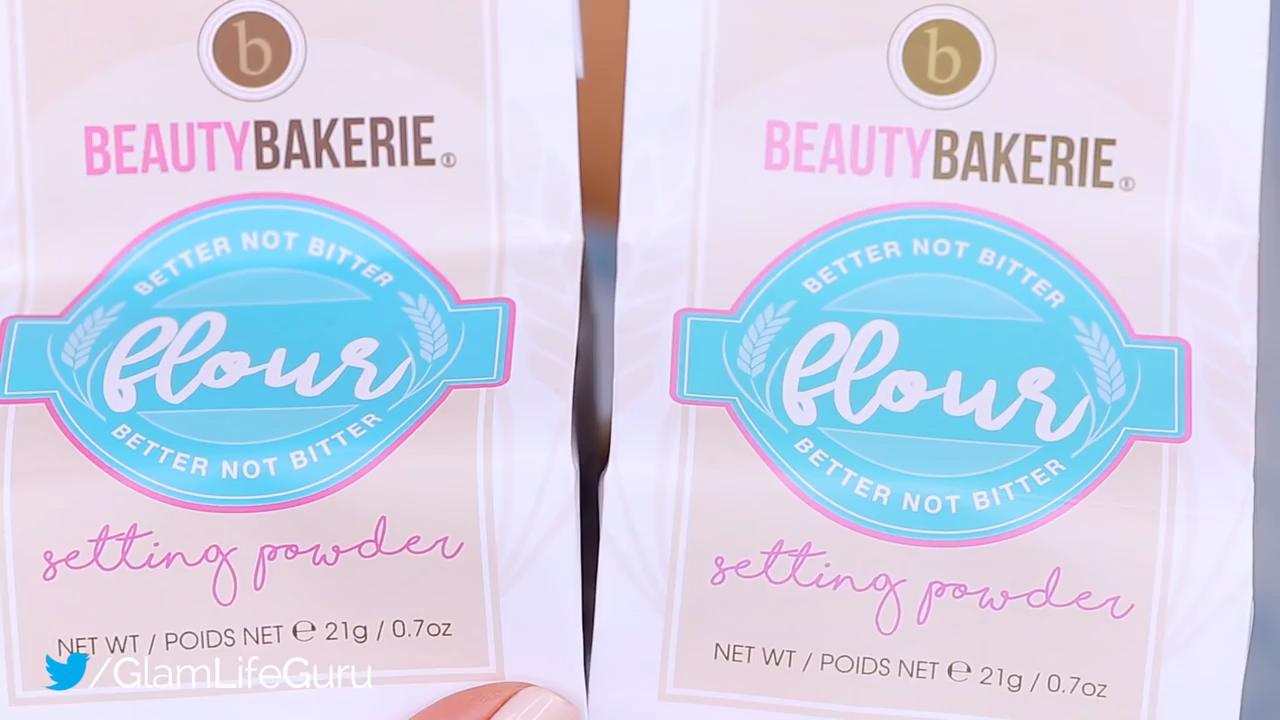 b
BEAUTYBAKERIE®
BETTER NOT BITTER
flour
BETTER NOT BITTER
setting powder
NET WT / POIDS NET ℮ 21g / 0.7oz
b
BEAUTYBAKERIE®
BETTER NOT BITTER
flour
BETTER NOT BITTER
setting powder
NET WT / POIDS NET ℮ 21g / 0.7oz
/GlamLifeGuru